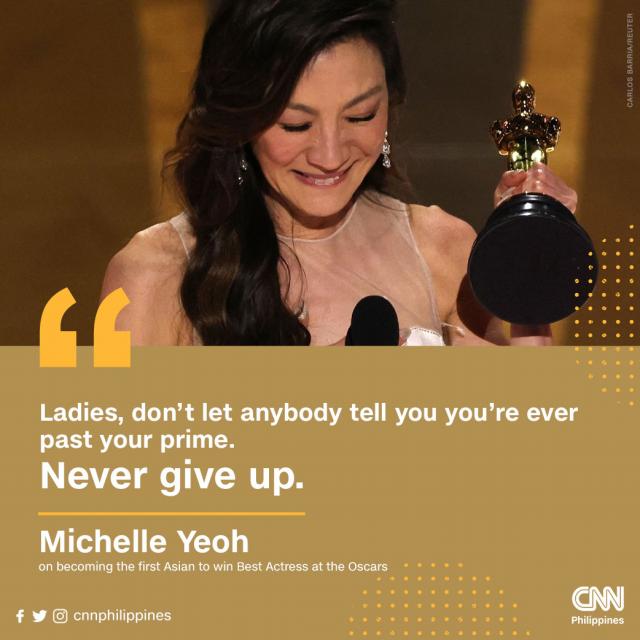 CARLOS BARRIA/REUTER
Ladies, don't let anybody tell you you're ever
past your prime.
Never give up.
Michelle Yeoh
on becoming the first Asian to win Best Actress at the Oscars
cnnphilippines
CNN
Philippines